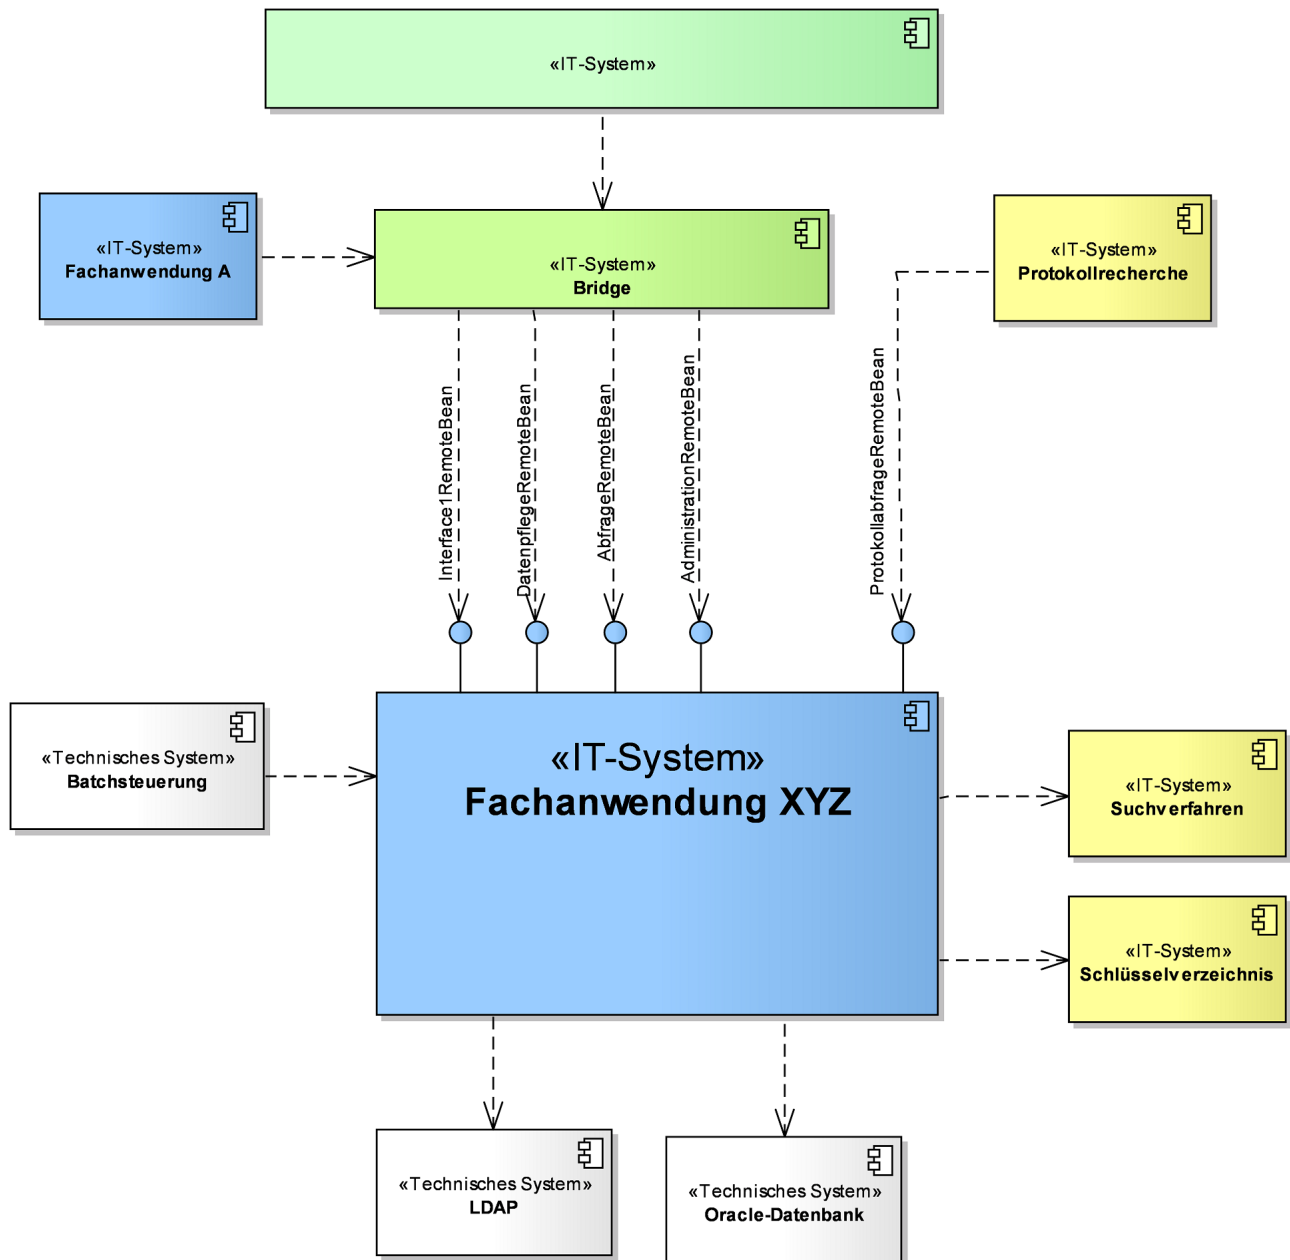 «IT-System»
«IT-System»
Fachanwendung A
«IT-System»
Bridge
«IT-System»
Protokollrecherche
Interface1RemoteBean
DatenpflegeRemoteBean
AbfrageRemoteBean
AdministrationRemoteBean
ProtokollabfrageRemoteBean
«Technisches System»
Batchsteuerung
«IT-System»
Fachanwendung XYZ
«IT-System»
Suchverfahren
«IT-System»
Schlüsselverzeichnis
«Technisches System»
LDAP
«Technisches System»
Oracle-Datenbank